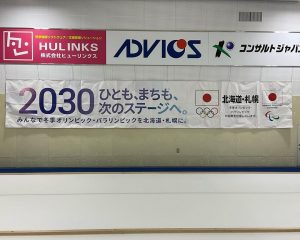 HULINKS
株式会社ヒューリンクス
ADVICS
コンサルトジャパン
2030
ひとも、まちも、
次のステージへ。
みんなで冬季オリンピック・パラリンピックを北海道・札幌に。
北海道・札幌